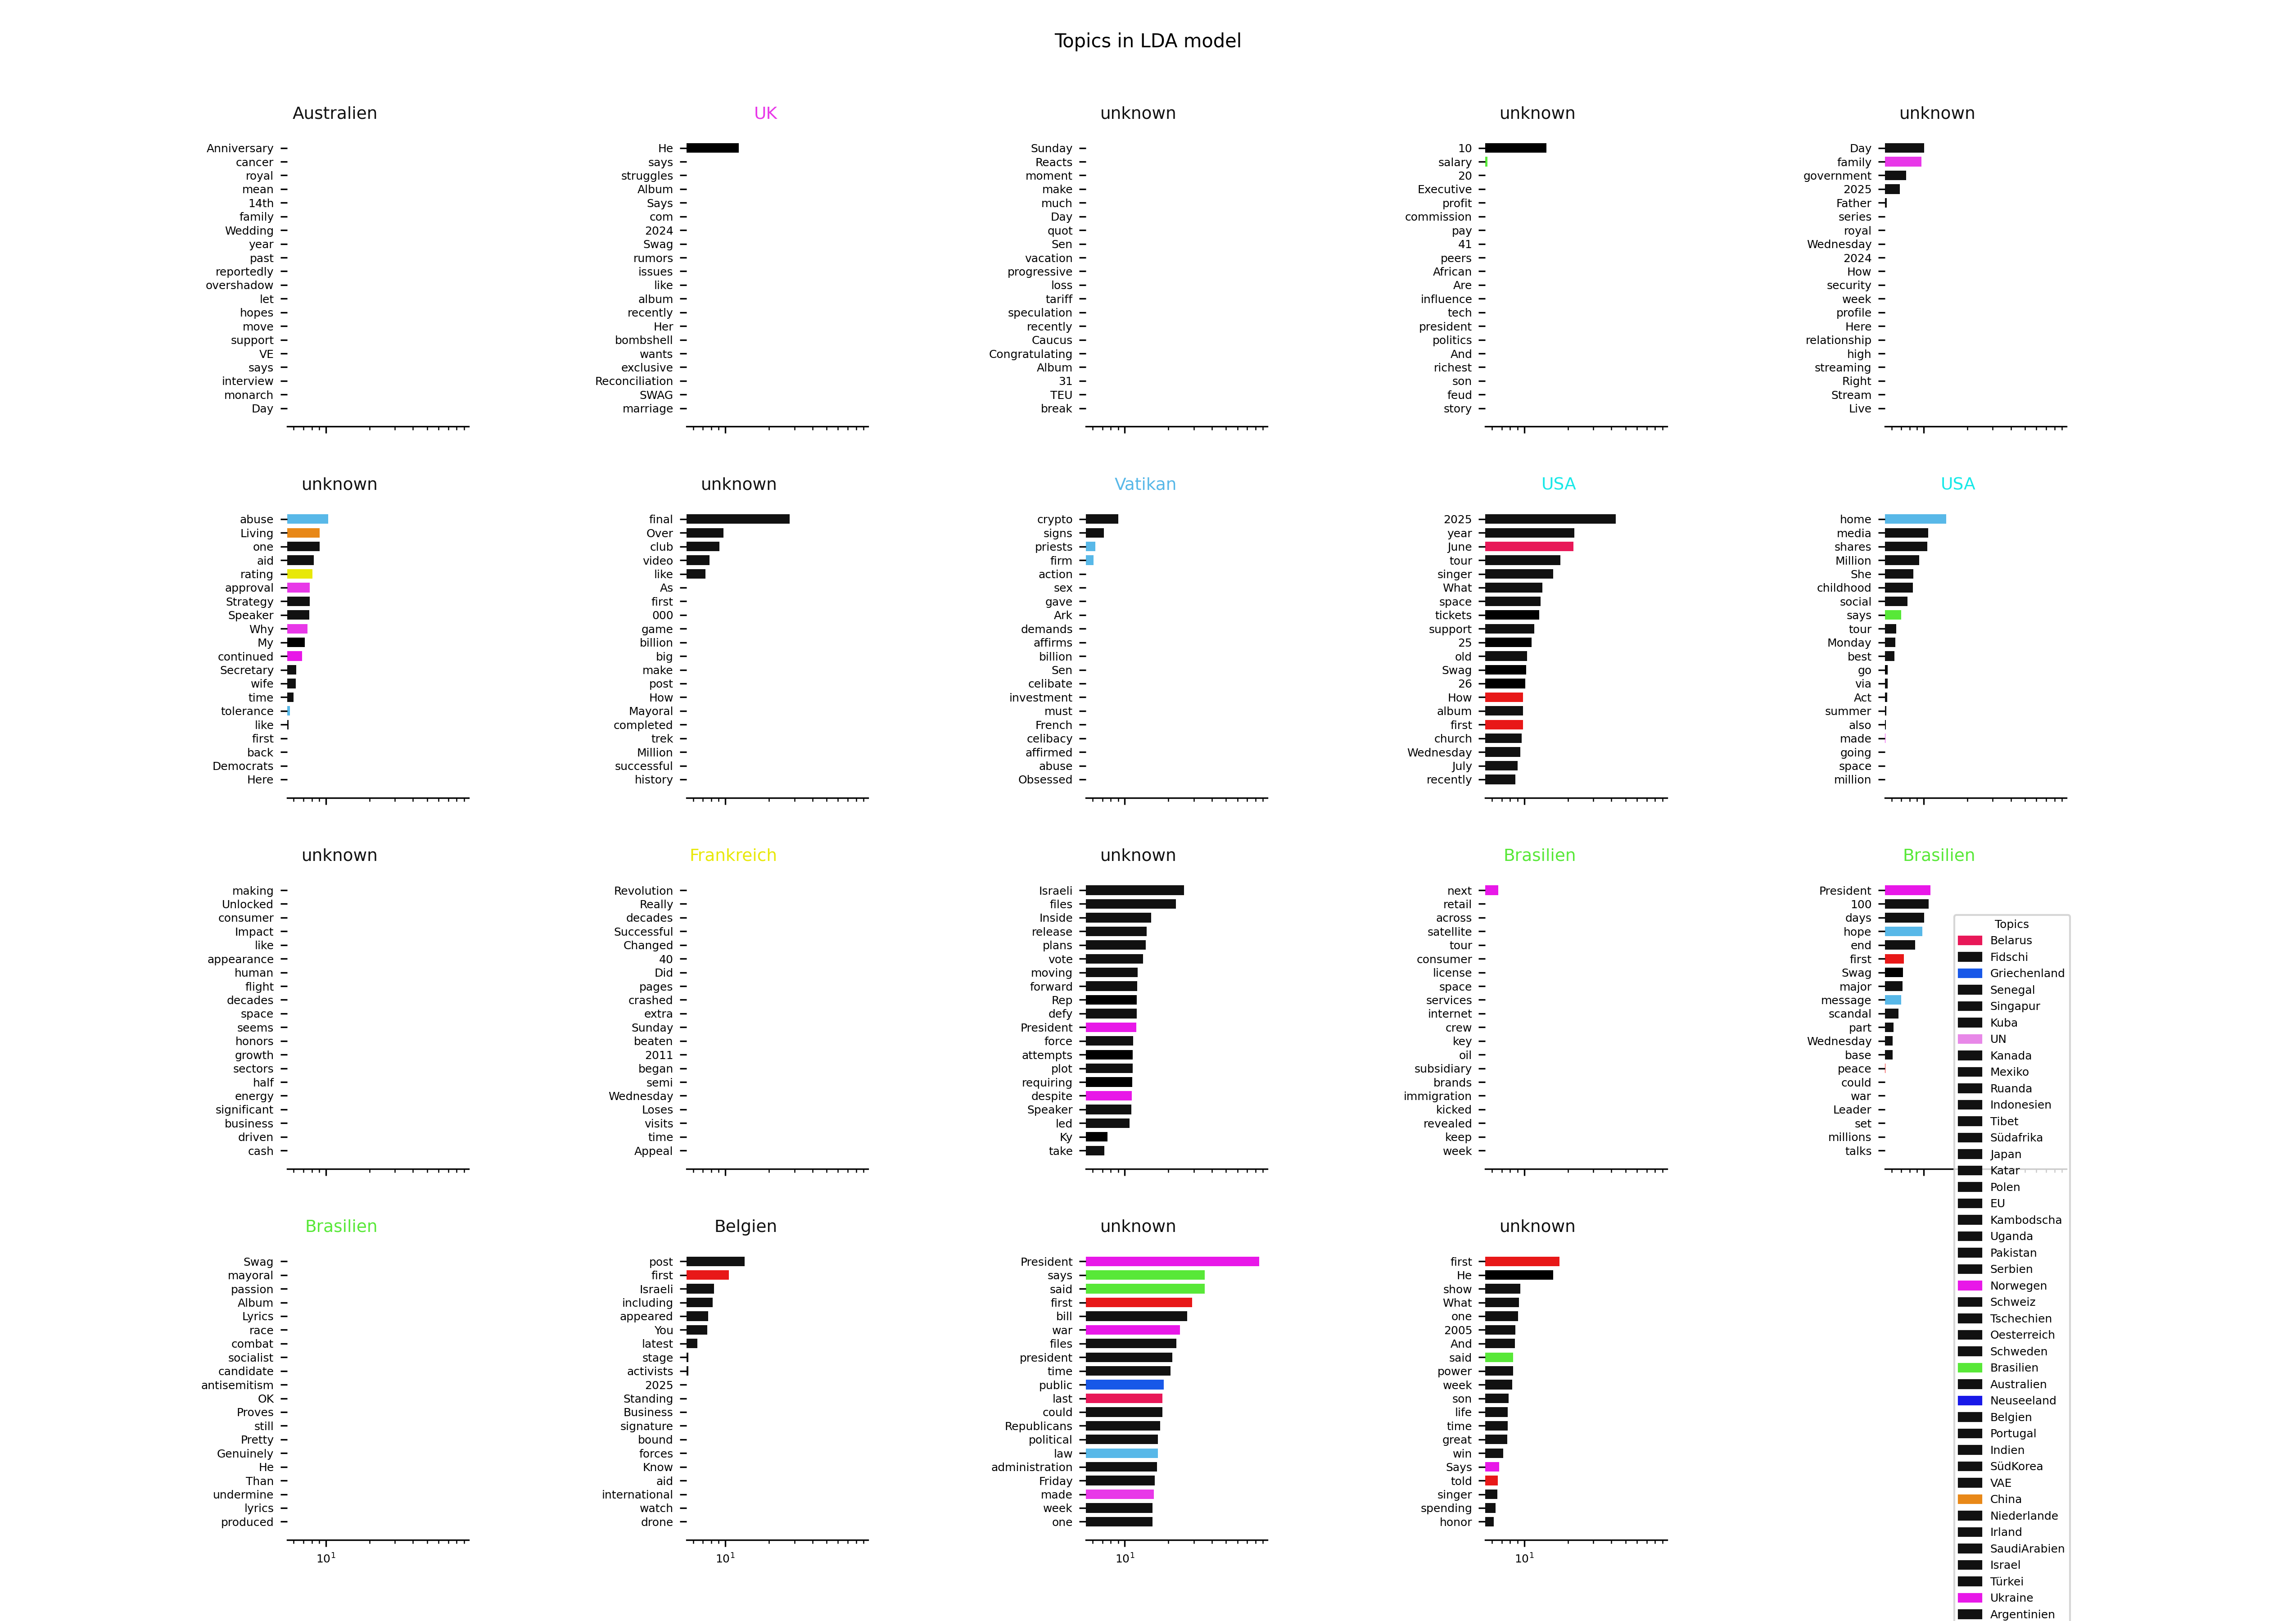 Topics in LDA model
Australien
Anniversary
cancer
royal
mean
14th
family
Wedding
year
past
reportedly
overshadow
let
hopes
move
support
VE
says
interview
monarch
Day
UK
He
says
struggles
Album
Says
com
2024
Swag
rumors
issues
like
album
recently
Her
bombshell
wants
exclusive
Reconciliation
SWAG
marriage
unknown
Sunday
Reacts
moment
make
much
Day
quot
Sen
vacation
progressive
loss
tariff
speculation
recently
Caucus
Congratulating
Album
31
TEU
break
unknown
10
salary
20
Executive
profit
commission
pay
41
peers
African
Are
influence
tech
president
politics
And
richest
son
feud
story
unknown
Day
family
government
2025
Father
series
royal
Wednesday
2024
How
security
week
profile
Here
relationship
high
streaming
Right
Stream
Live
unknown
abuse
Living
one
aid
rating
approval
Strategy
Speaker
Why
My
continued
Secretary
wife
time
tolerance
like
first
back
Democrats
Here
unknown
final
Over
club
video
like
As
first
000
game
billion
big
make
post
How
Mayoral
completed
trek
Million
successful
history
Vatikan
crypto
signs
priests
firm
action
sex
gave
Ark
demands
affirms
billion
Sen
celibate
investment
must
French
celibacy
affirmed
abuse
Obsessed
USA
2025
year
June
tour
singer
What
space
tickets
support
25
old
Swag
26
How
album
first
church
Wednesday
July
recently
USA
home
media
shares
Million
She
childhood
social
says
tour
Monday
best
go
via
Act
summer
also
made
going
space
million
unknown
making
Unlocked
consumer
Impact
like
appearance
human
flight
decades
space
seems
honors
growth
sectors
half
energy
significant
business
driven
cash
Frankreich
Revolution
Really
decades
Successful
Changed
40
Did
pages
crashed
extra
Sunday
beaten
2011
began
semi
Wednesday
Loses
visits
time
Appeal
unknown
Israeli
files
Inside
release
plans
vote
moving
forward
Rep
defy
President
force
attempts
plot
requiring
despite
Speaker
led
Ky
take
Brasilien
next
retail
across
satellite
tour
consumer
license
space
services
internet
crew
key
oil
subsidiary
brands
immigration
kicked
revealed
keep
week
Brasilien
President
100
days
hope
end
first
Swag
major
message
scandal
part
Wednesday
base
peace
could
war
Leader
set
millions
talks
Brasilien
Swag
mayoral
passion
Album
Lyrics
race
combat
socialist
candidate
antisemitism
OK
Proves
still
Pretty
Genuinely
He
Than
undermine
lyrics
produced
10¹
Belgien
post
first
Israeli
including
appeared
You
latest
stage
activists
2025
Standing
Business
signature
bound
forces
Know
aid
international
watch
drone
10¹
unknown
President
says
said
first
bill
war
files
president
time
public
last
could
Republicans
political
law
administration
Friday
made
week
one
10¹
unknown
first
He
show
What
one
2005
And
said
power
week
son
life
time
great
win
Says
told
singer
spending
honor
10¹
Topics
Belarus
Fidschi
Griechenland
Senegal
Singapur
Kuba
UN
Kanada
Mexiko
Ruanda
Indonesien
Tibet
Südafrika
Japan
Katar
Polen
EU
Kambodscha
Uganda
Pakistan
Serbien
Norwegen
Schweiz
Tschechien
Oesterreich
Schweden
Brasilien
Australien
Neuseeland
Belgien
Portugal
Indien
SüdKorea
VAE
China
Niederlande
Irland
SaudiArabien
Israel
Türkei
Ukraine
Argentinien